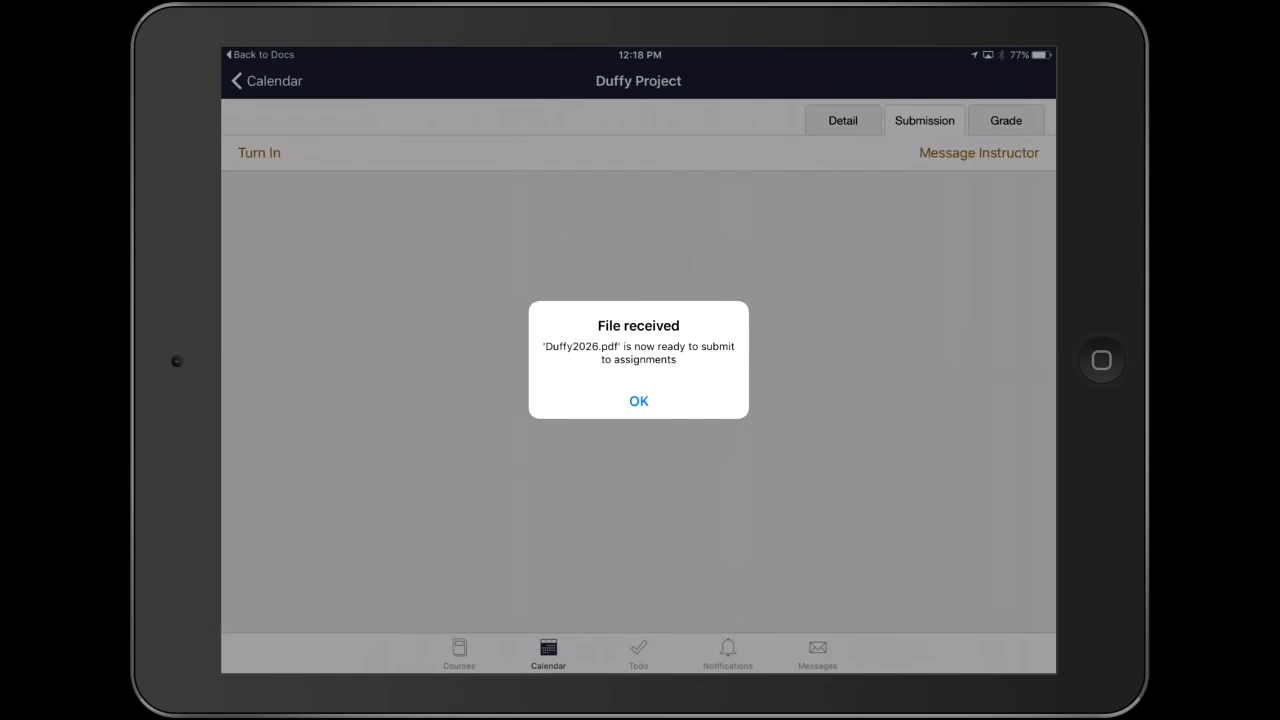 Back to Docs
12:18 PM
77%
Calendar
Duffy Project
Detail
Submission
Grade
Turn In
Message Instructor
File received
'Duffy2026.pdf' is now ready to submit
to assignments
OK
Courses
Calendar
Todo
Notifications
Messages